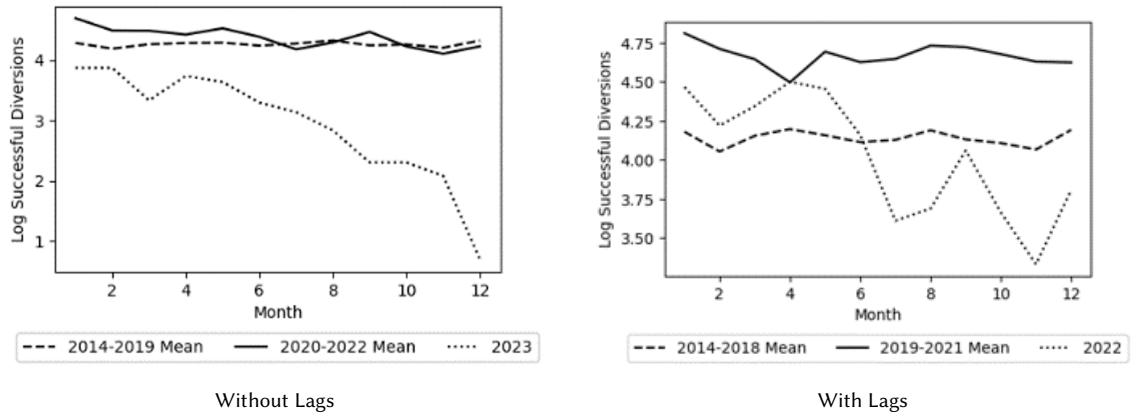 Log Successful Diversions
4
3
2
1
2 4 6 8 10 12
Month
2014-2019 Mean 2020-2022 Mean 2023
Without Lags
Log Successful Diversions
4.75
4.50
4.25
4.00
3.75
3.50
2 4 6 8 10 12
Month
2014-2018 Mean 2019-2021 Mean 2022
With Lags